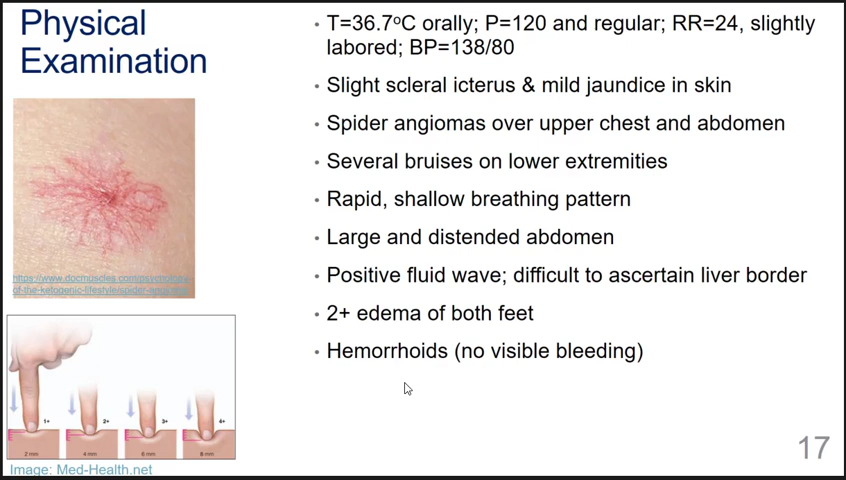 Physical
Examination
• T=36.7°C orally; P=120 and regular; RR=24, slightly
labored; BP=138/80
• Slight scleral icterus & mild jaundice in skin
• Spider angiomas over upper chest and abdomen
• Several bruises on lower extremities
• Rapid, shallow breathing pattern
• Large and distended abdomen
• Positive fluid wave; difficult to ascertain liver border
• 2+ edema of both feet
• Hemorrhoids (no visible bleeding)
https://www.docmuscles.com/psychology-
of-the-ketogenic-lifestyle/spider-angioma
1+ 2+ 3+ 4+
2 mm 4 mm 6 mm 8 mm
Image: Med-Health.net
17